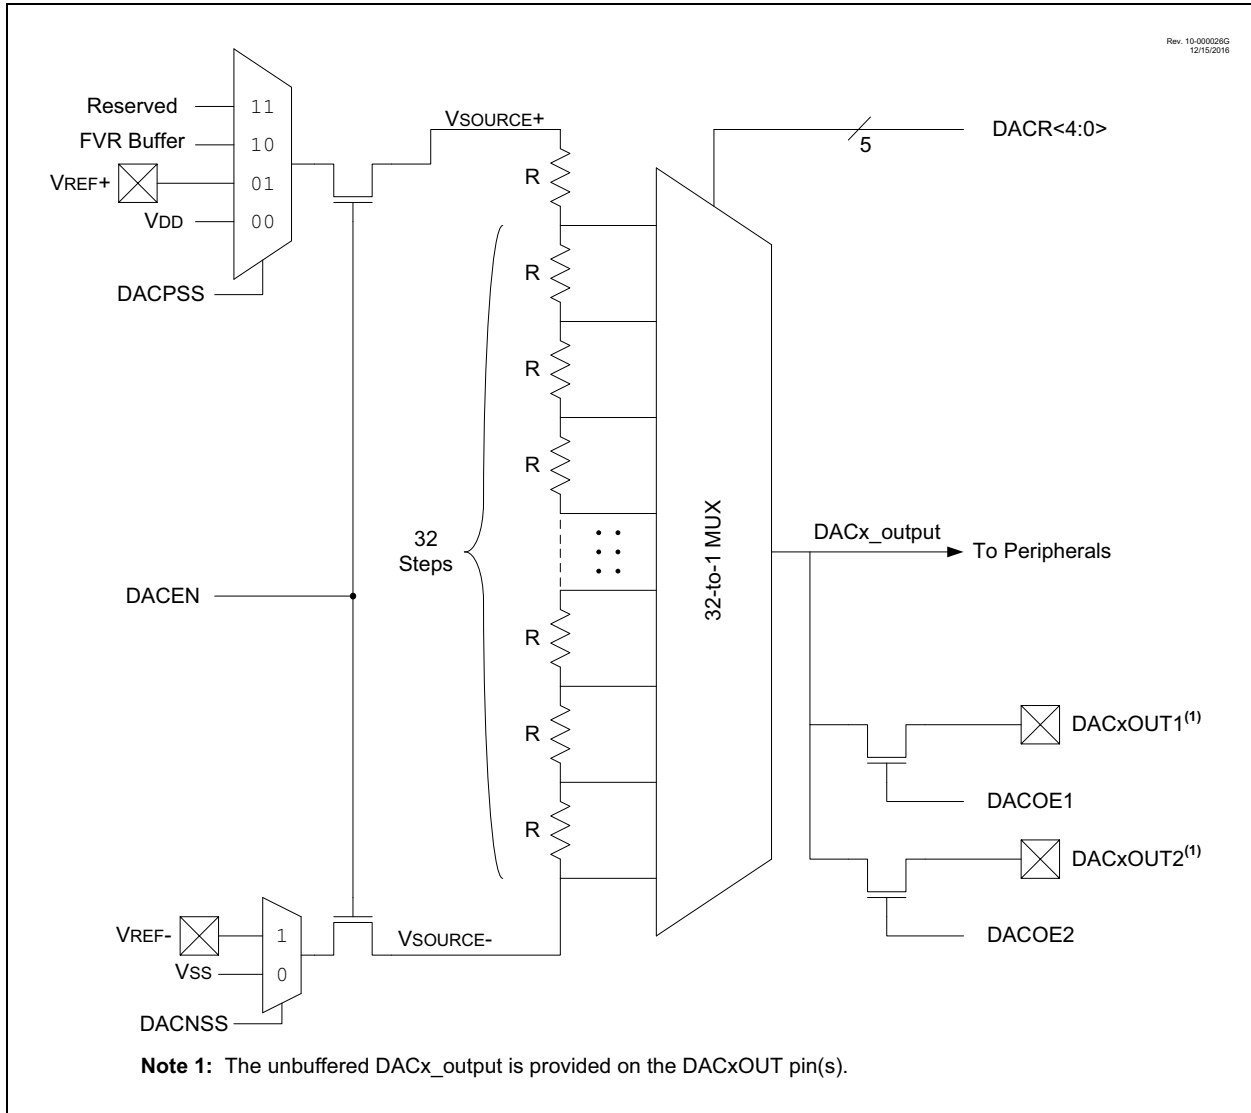 Rev. 10-000026G
12/15/2016
Reserved
11
FVR Buffer
10
VREF+
01
VDD
00
DACPSS
VSOURCE+
R
R
R
R
32
Steps
R
R
R
DACEN
VREF-
1
VSS
0
DACNSS
VSOURCE-
32-to-1 MUX
5
DACR<4:0>
DACx_output
To Peripherals
DACxOUT1(1)
DACOE1
DACxOUT2(1)
DACOE2
Note 1: The unbuffered DACx_output is provided on the DACxOUT pin(s).